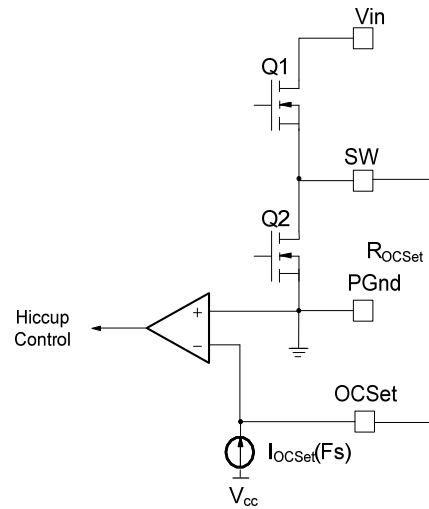 Vin
Q1
SW
Q2
R_OCSet
PGnd
+
−
Hiccup
Control
OCSet
I_OCSet(Fs)
V_cc